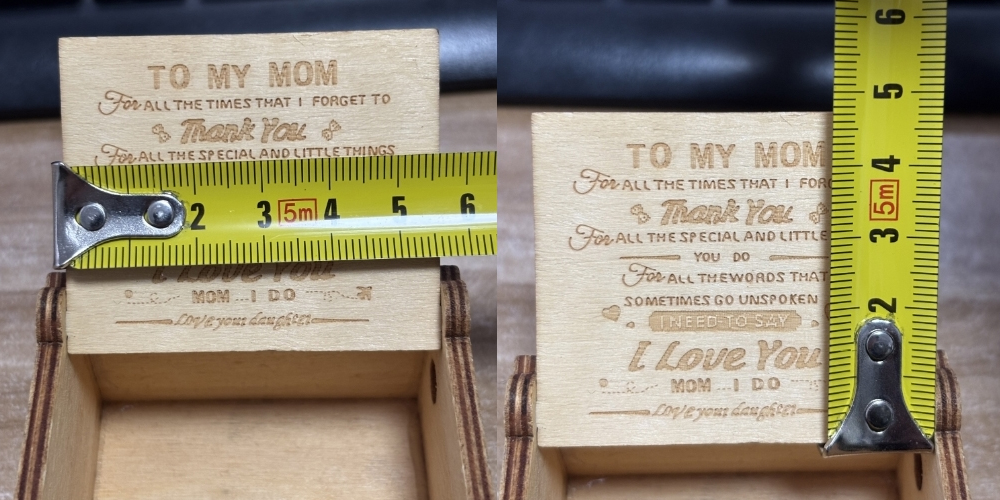 TO MY MOM
For ALL THE TIMES THAT I FORGET TO
Thank You
For ALL THE SPECIAL AND LITTLE THINGS
2 3 5m 4 5 6
I Love You
MOM...I DO
Love your daughter
6
5
4
5m
3
2
TO MY MOM
For ALL THE TIMES THAT I FORG
Thank You
For ALL THE SPECIAL AND LITTLE
YOU DO
For ALL THEWORDS THAT
SOMETIMES GO UNSPOKEN
I NEED TO SAY
I Love You
MOM...I DO
Love your daughter